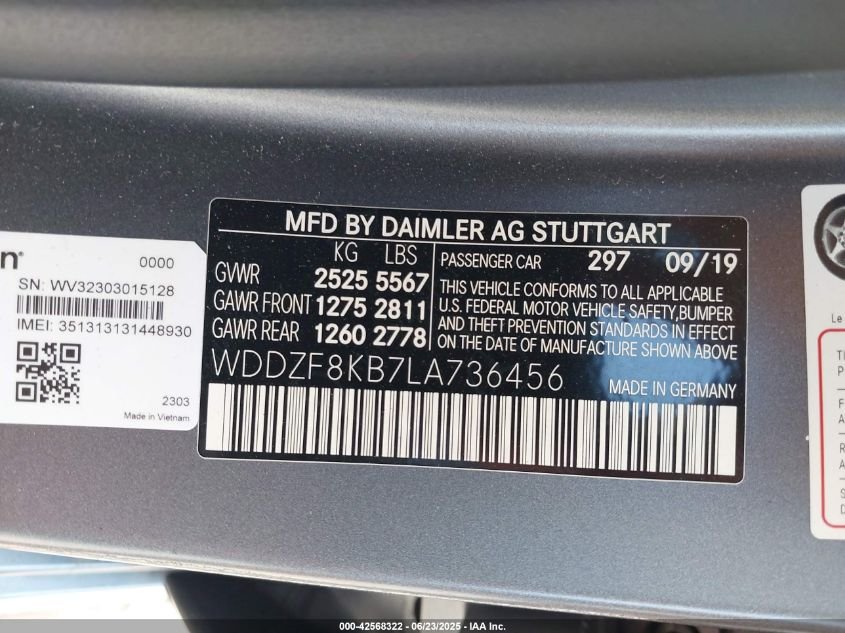 n®
0000
SN: WV32303015128
IMEI: 351313131448930
2303
Made in Vietnam
MFD BY DAIMLER AG STUTTGART
KG LBS
GVWR 2525 5567
GAWR FRONT 1275 2811
GAWR REAR 1260 2778
PASSENGER CAR 297 09/19
THIS VEHICLE CONFORMS TO ALL APPLICABLE
U.S. FEDERAL MOTOR VEHICLE SAFETY,BUMPER
AND THEFT PREVENTION STANDARDS IN EFFECT
ON THE DATE OF MANUFACTURE SHOWN ABOVE
WDDZF8KB7LA736456
MADE IN GERMANY
Le
T
P
F
A
R
A
S
D
000-42568322 - 06/23/2025 - IAA Inc.